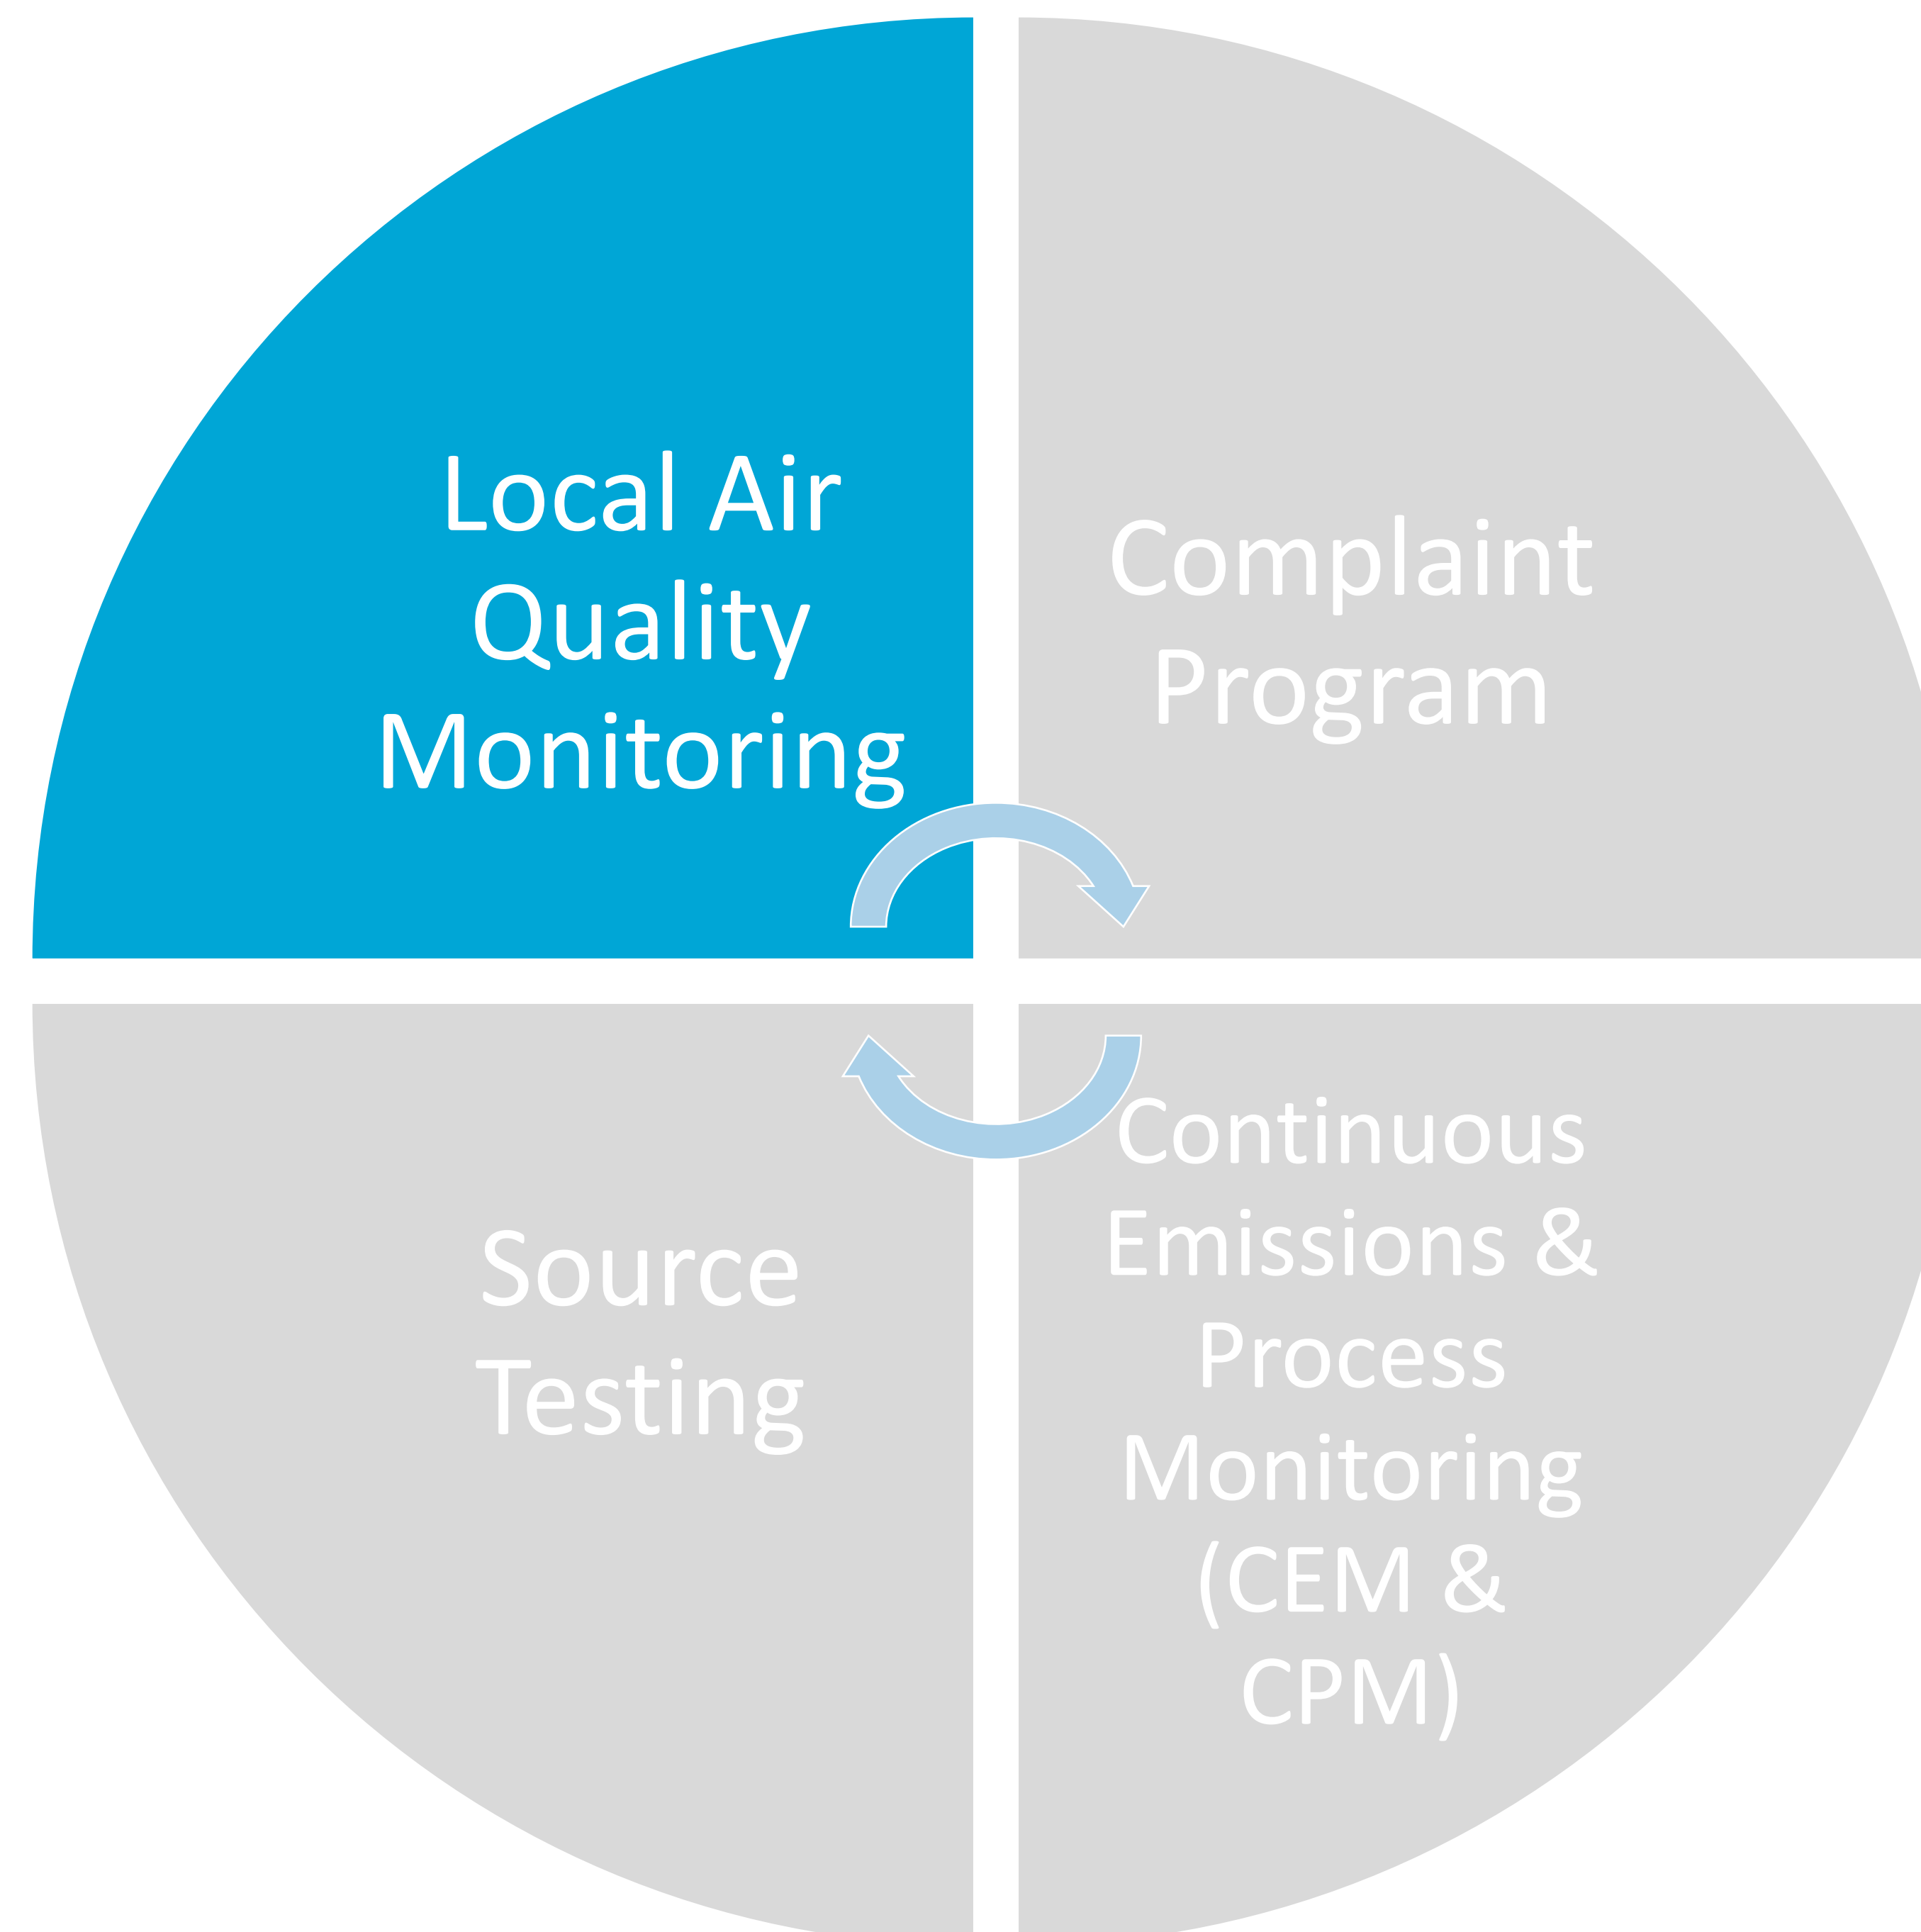 Local Air
Quality
Monitoring
Complaint
Program
Source
Testing
Continuous
Emissions &
Process
Monitoring
(CEM &
CPM)